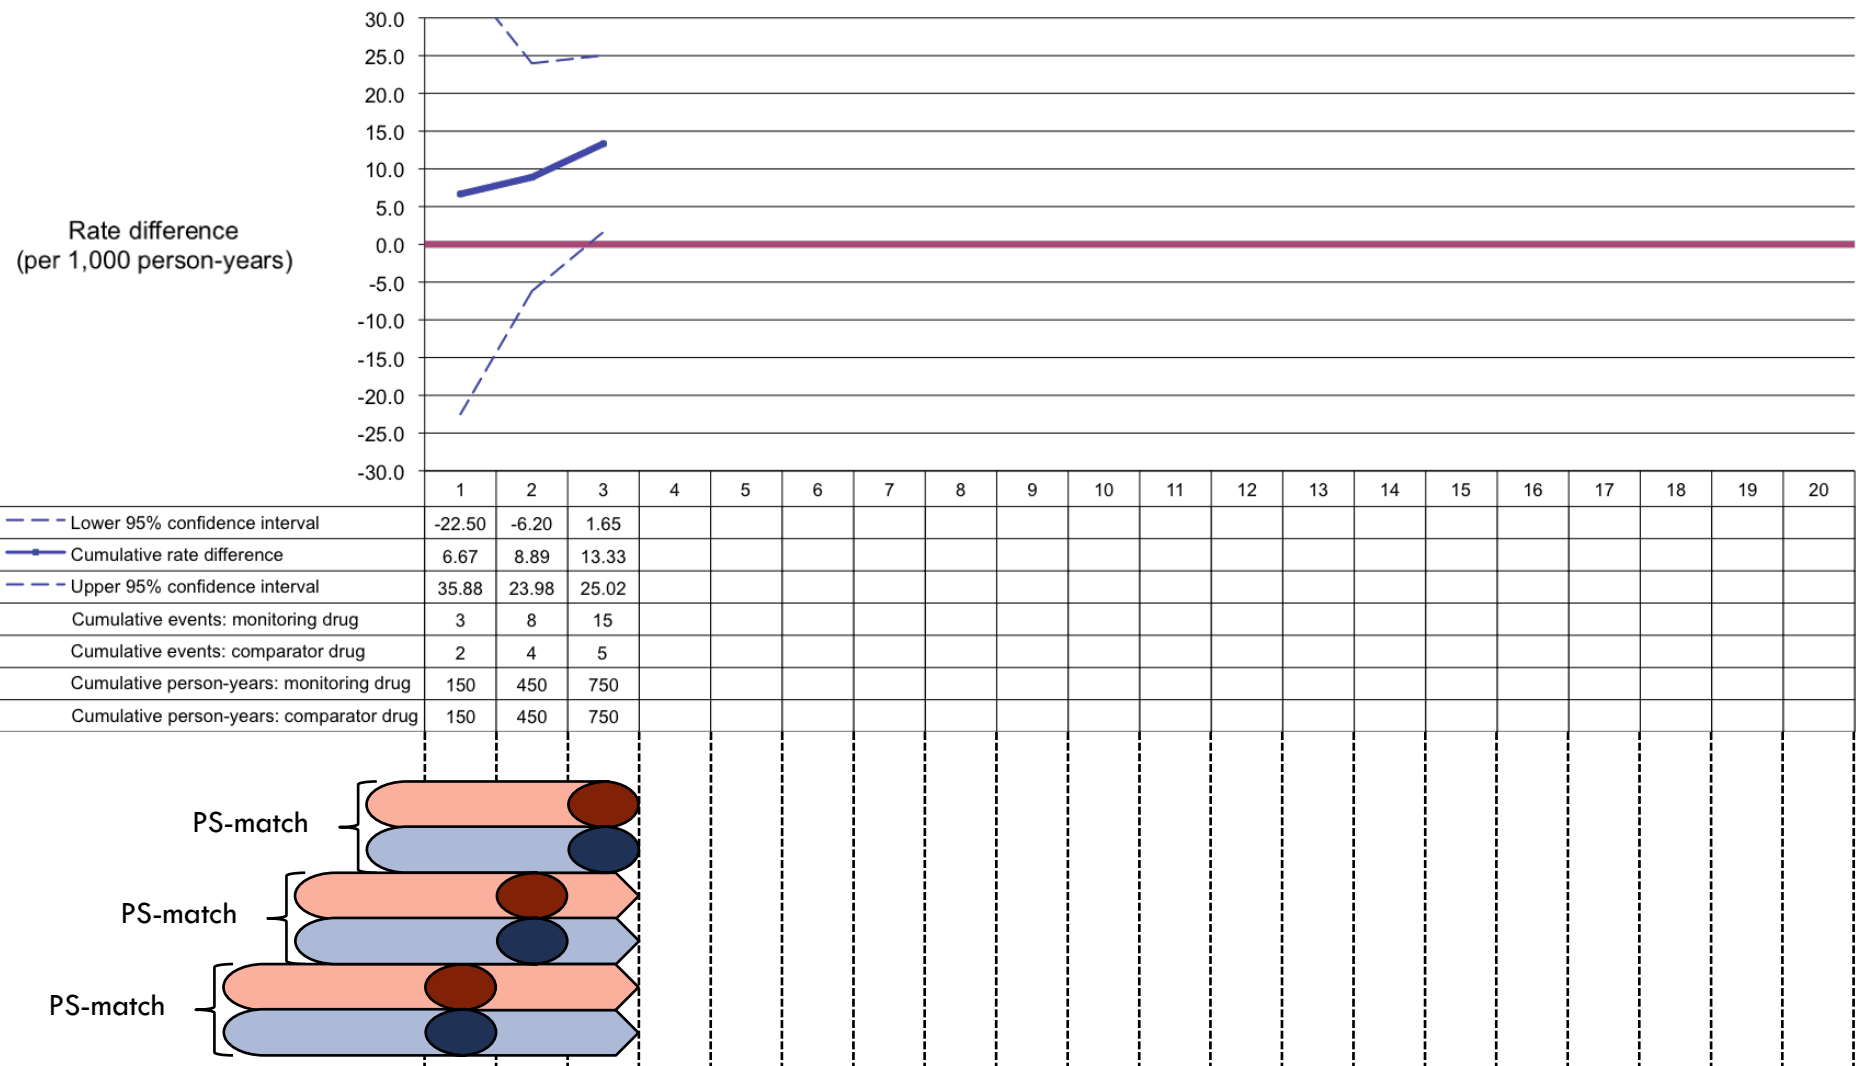 30.0
25.0
20.0
15.0
10.0
5.0
0.0
-5.0
-10.0
-15.0
-20.0
-25.0
-30.0
Rate difference
(per 1,000 person-years)
1 2 3 4 5 6 7 8 9 10 11 12 13 14 15 16 17 18 19 20
Lower 95% confidence interval -22.50 -6.20 1.65
Cumulative rate difference 6.67 8.89 13.33
Upper 95% confidence interval 35.88 23.98 25.02
Cumulative events: monitoring drug 3 8 15
Cumulative events: comparator drug 2 4 5
Cumulative person-years: monitoring drug 150 450 750
Cumulative person-years: comparator drug 150 450 750
PS-match
PS-match
PS-match